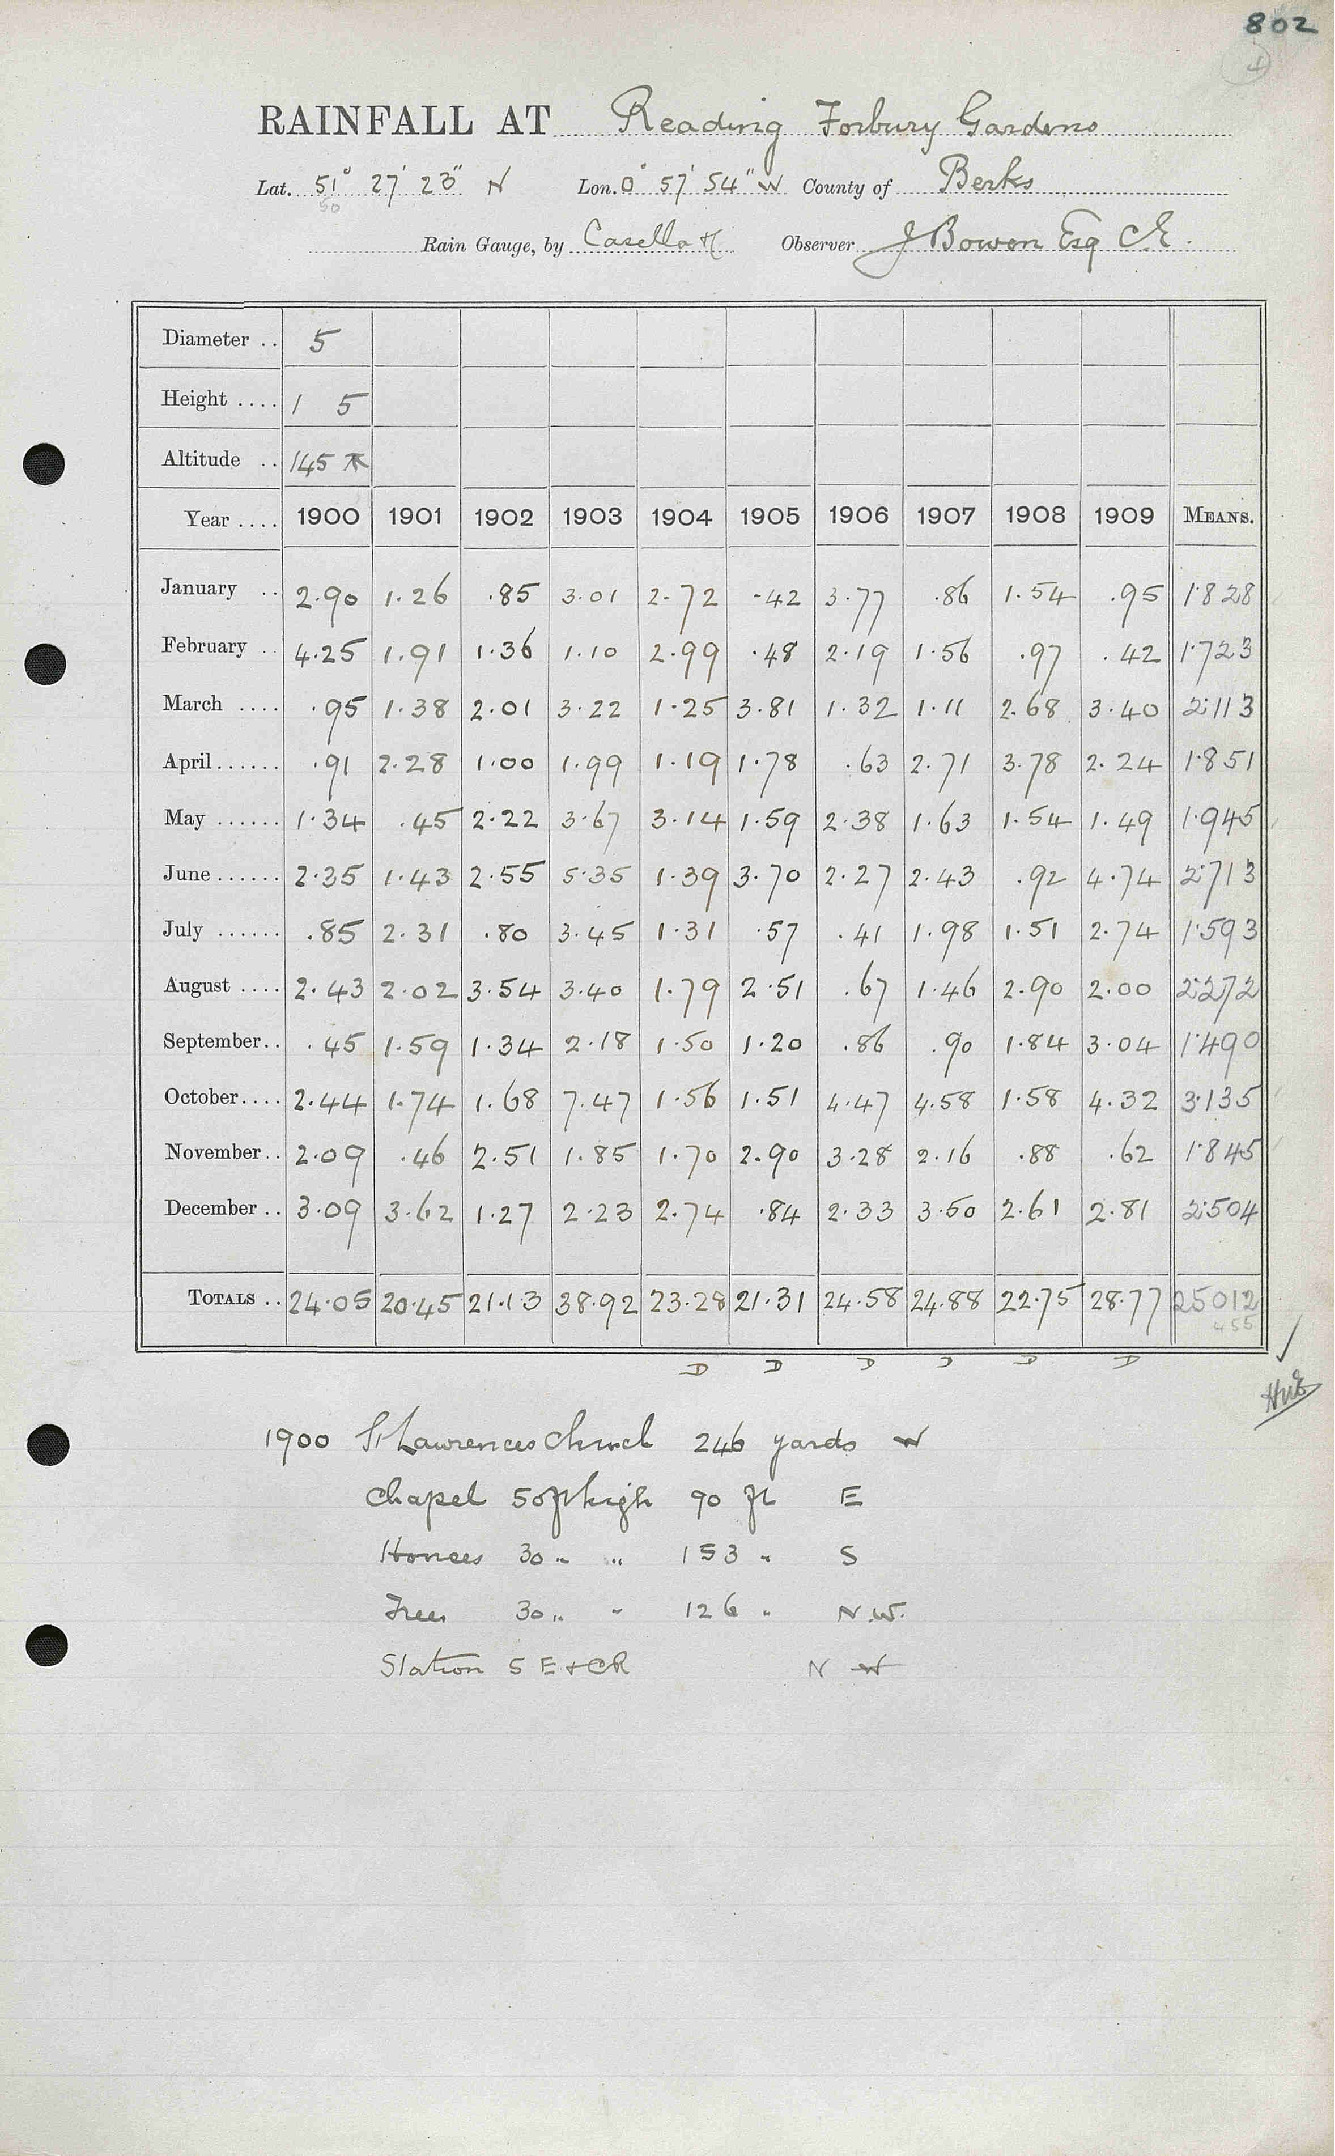 802
RAINFALL AT Reading Forbury Gardens
Lat. 51° 27' 23" N Lon. 0° 57' 54" W County of Berks
50
Rain Gauge, by Casella Observer J Bowen Esq CE.
Diameter .. 5
Height .... 1 5
Altitude .. 145
Year .... 1900 1901 1902 1903 1904 1905 1906 1907 1908 1909 MEANS.
January .. 2.90 1.26 .85 3.01 2.72 .42 3.77 .86 1.54 .95 1.828
February .. 4.25 1.91 1.36 1.10 2.99 .48 2.19 1.56 .97 .42 1.723
March .... .95 1.38 2.01 3.22 1.25 3.81 1.32 1.11 2.68 3.40 2.113
April...... .91 2.28 1.00 1.99 1.19 1.78 .63 2.71 3.78 2.24 1.851
May ...... 1.34 .45 2.22 3.67 3.14 1.59 2.38 1.63 1.54 1.49 1.945
June...... 2.35 1.43 2.55 5.35 1.39 3.70 2.27 2.43 .92 4.74 2.713
July ...... .85 2.31 .80 3.45 1.31 .57 .41 1.98 1.51 2.74 1.593
August .... 2.43 2.02 3.54 3.40 1.79 2.51 .67 1.46 2.90 2.00 2.272
September.. .45 1.59 1.34 2.18 1.50 1.20 .86 .90 1.84 3.04 1.490
October.... 2.44 1.74 1.68 7.47 1.56 1.51 4.47 4.58 1.58 4.32 3.135
November.. 2.09 .46 2.51 1.85 1.70 2.90 3.28 2.16 .88 .62 1.845
December .. 3.09 3.62 1.27 2.23 2.74 .84 2.33 3.50 2.61 2.81 2.504
TOTALS .. 24.05 20.45 21.13 38.92 23.28 21.31 24.58 24.88 22.75 28.77 25012
455
D D D D D D
1900 St Lawrences Church 246 yards W
Chapel 50 ft high 90 ft E
Houses 30 " " 153 " S
Trees 30 " " 126 " N.W.
Station S E & CR N W